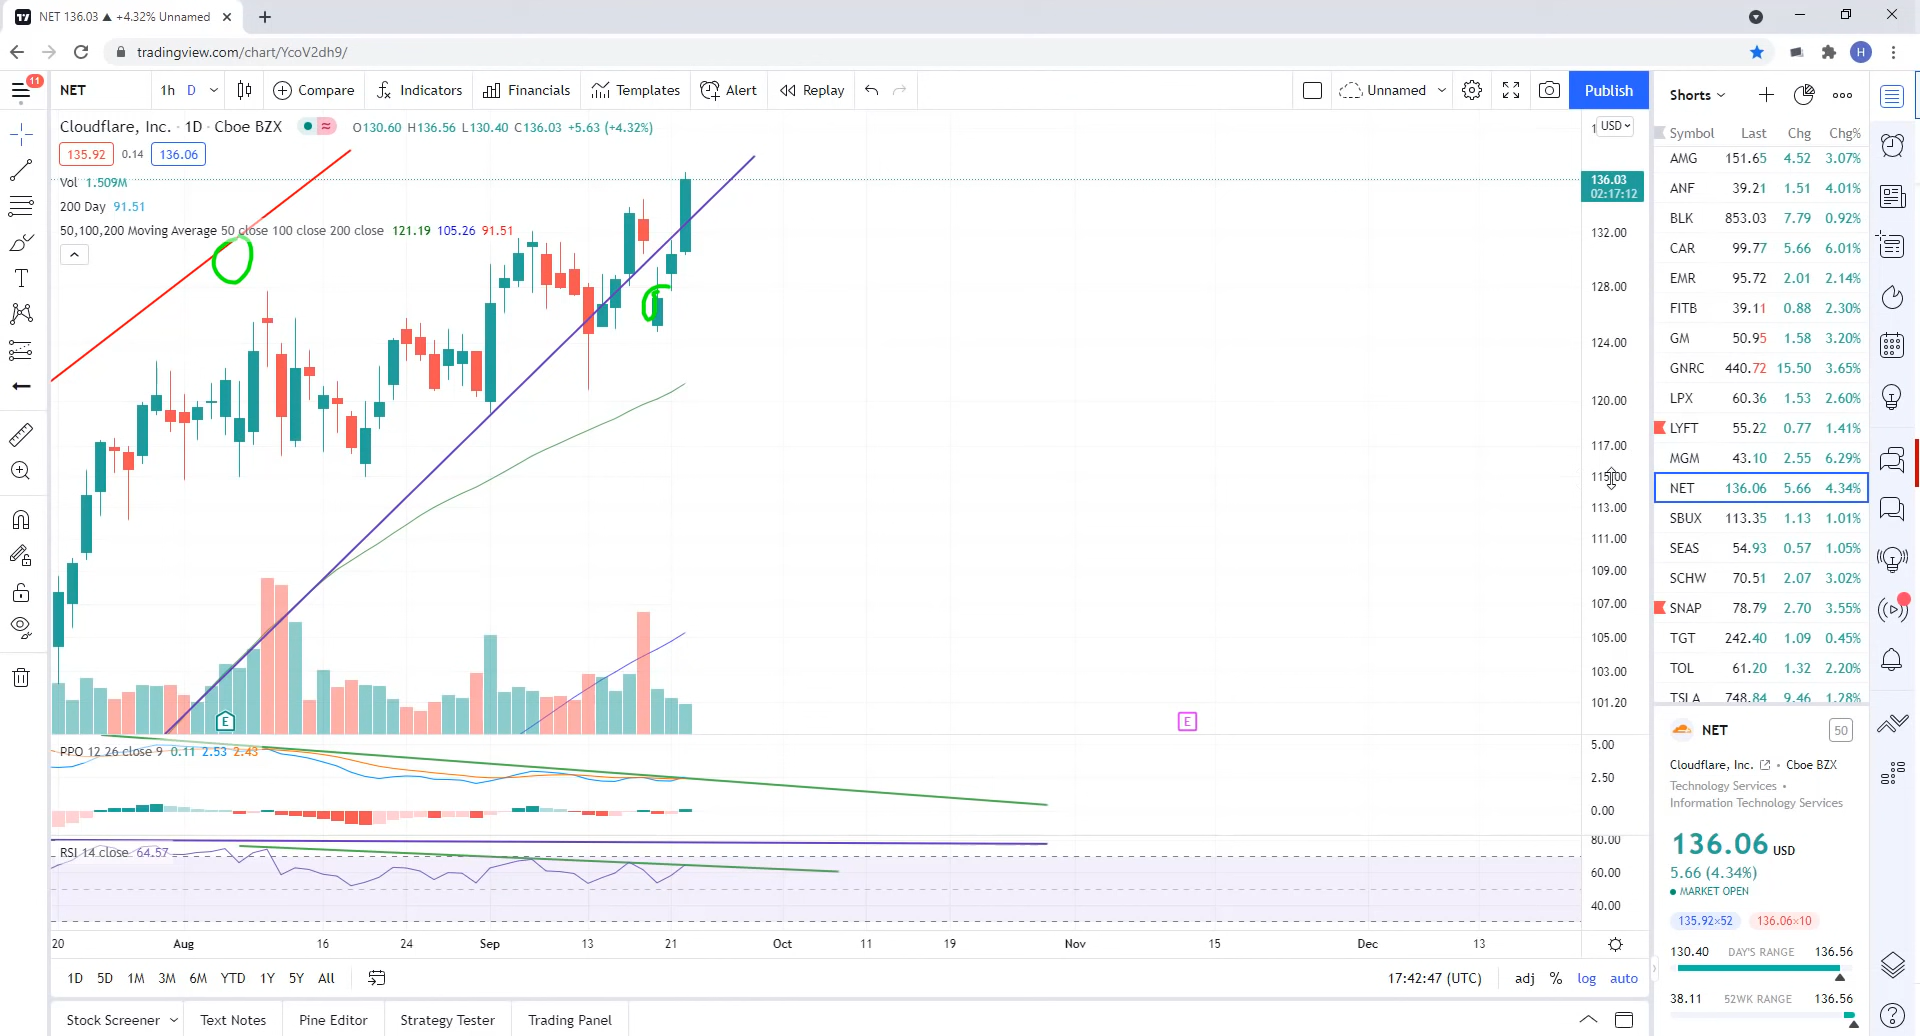 NET 136.03 ▲ +4.32% Unnamed
tradingview.com/chart/YcoV2dh9/
H
11
NET
1h D
Compare
Indicators
Financials
Templates
Alert
Replay
Unnamed
Publish
Cloudflare, Inc. · 1D · Cboe BZX
O130.60 H136.56 L130.40 C136.03 +5.63 (+4.32%)
135.92 0.14 136.06
Vol 1.509M
200 Day 91.51
50,100,200 Moving Average 50 close 100 close 200 close 121.19 105.26 91.51
USD
136.03
02:17:12
132.00
128.00
124.00
120.00
117.00
115.00
113.00
111.00
109.00
107.00
105.00
103.00
101.20
E
E
PPO 12 26 close 9 0.11 2.53 2.43
5.00
2.50
0.00
RSI 14 close 64.57
80.00
60.00
40.00
20 Aug 16 24 Sep 13 21 Oct 11 19 Nov 15 Dec 13
1D 5D 1M 3M 6M YTD 1Y 5Y All
17:42:47 (UTC) adj % log auto
Stock Screener Text Notes Pine Editor Strategy Tester Trading Panel
Shorts
Symbol Last Chg Chg%
AMG 151.65 4.52 3.07%
ANF 39.21 1.51 4.01%
BLK 853.03 7.79 0.92%
CAR 99.77 5.66 6.01%
EMR 95.72 2.01 2.14%
FITB 39.11 0.88 2.30%
GM 50.95 1.58 3.20%
GNRC 440.72 15.50 3.65%
LPX 60.36 1.53 2.60%
LYFT 55.22 0.77 1.41%
MGM 43.10 2.55 6.29%
NET 136.06 5.66 4.34%
SBUX 113.35 1.13 1.01%
SEAS 54.93 0.57 1.05%
SCHW 70.51 2.07 3.02%
SNAP 78.79 2.70 3.55%
TGT 242.40 1.09 0.45%
TOL 61.20 1.32 2.20%
TSLA 748.84 9.46 1.28%
NET 50
Cloudflare, Inc. • Cboe BZX
Technology Services •
Information Technology Services
136.06 USD
5.66 (4.34%)
MARKET OPEN
135.92×52 136.06×10
130.40 DAY'S RANGE 136.56
38.11 52WK RANGE 136.56